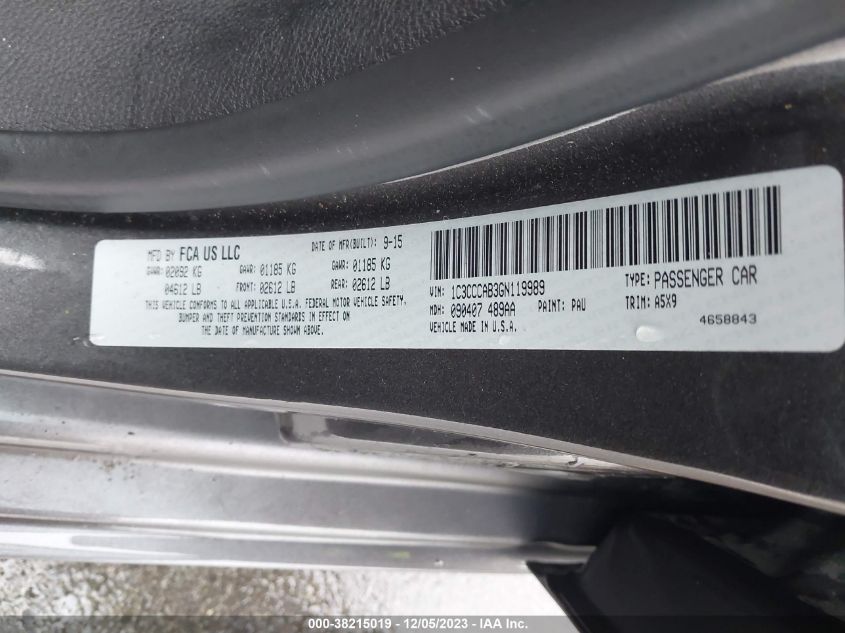 MFD BY FCA US LLC DATE OF MFR(BUILT): 9-15
GVWR: 02092 KG GAWR: 01185 KG GAWR: 01185 KG
04612 LB FRONT: 02612 LB REAR: 02612 LB
THIS VEHICLE CONFORMS TO ALL APPLICABLE U.S.A. FEDERAL MOTOR VEHICLE SAFETY,
BUMPER AND THEFT PREVENTION STANDARDS IN EFFECT ON
THE DATE OF MANUFACTURE SHOWN ABOVE.
VIN: 1C3CCCAB3GN119989 TYPE: PASSENGER CAR
MDH: 090407 489AA PAINT: PAU TRIM: A5X9
VEHICLE MADE IN U.S.A. 4658843
000-38215019 - 12/05/2023 - IAA Inc.